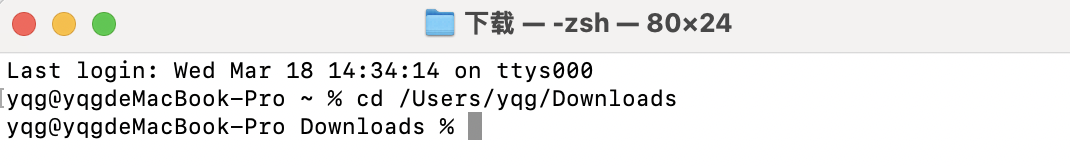 下载 — -zsh — 80×24
Last login: Wed Mar 18 14:34:14 on ttys000
yqg@yqgdeMacBook-Pro ~ % cd /Users/yqg/Downloads
yqg@yqgdeMacBook-Pro Downloads %